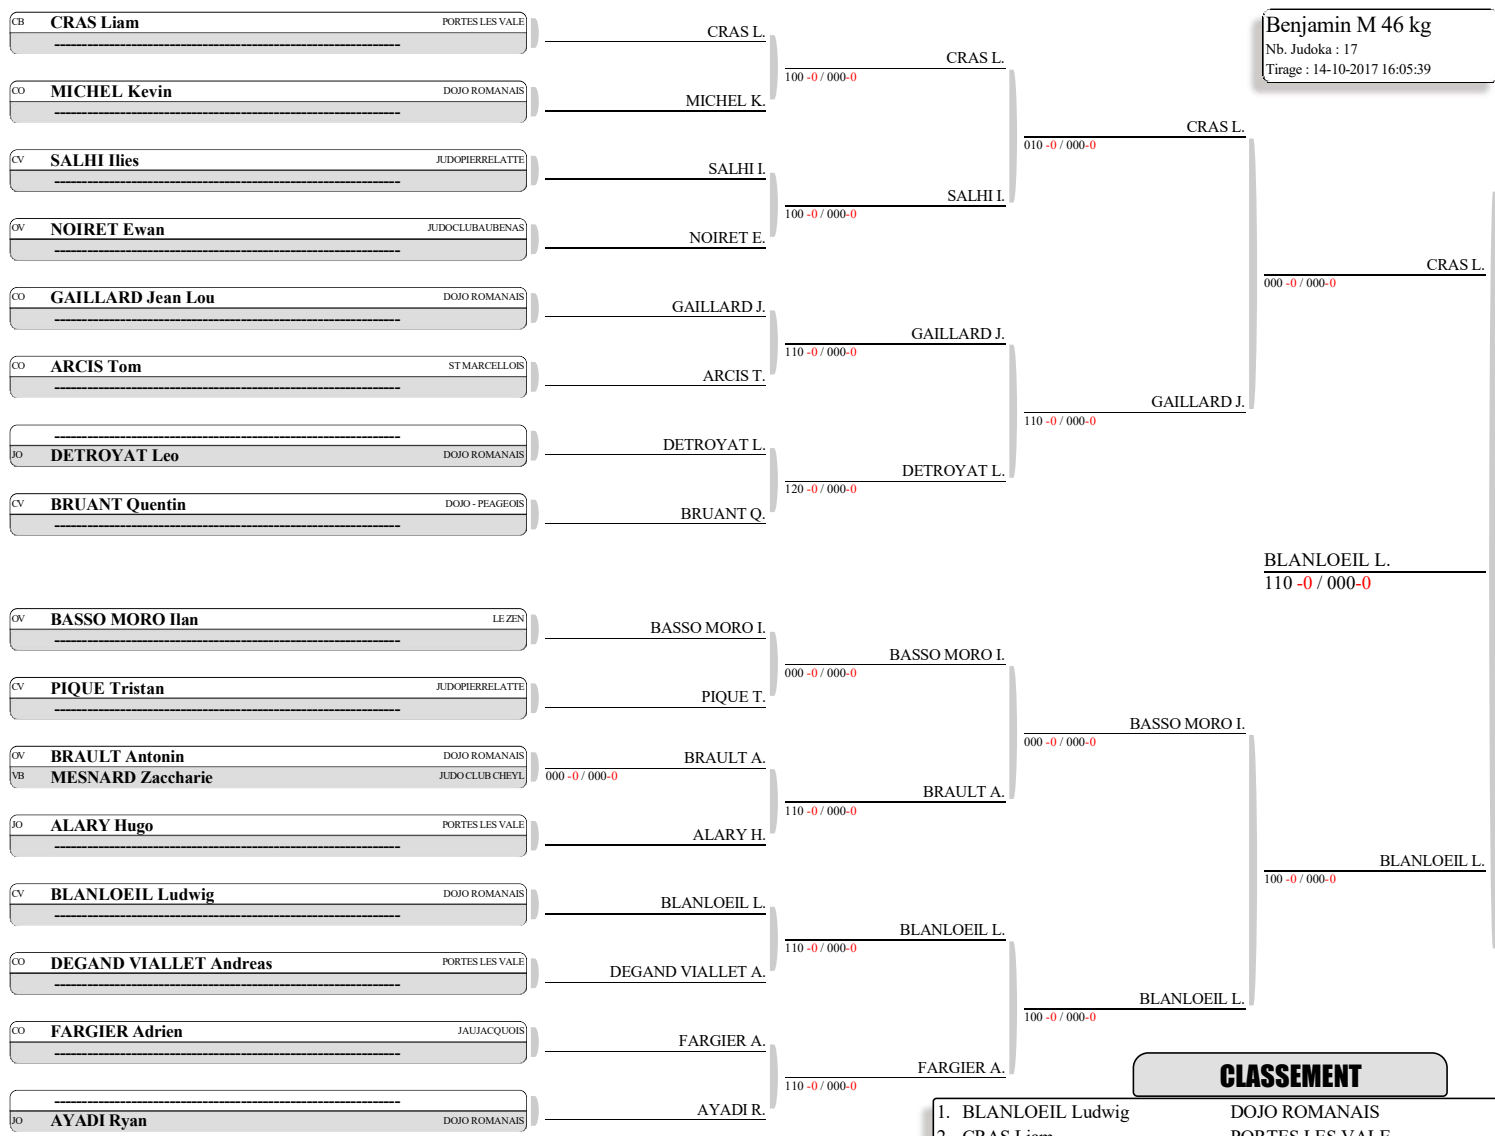 Benjamin M 46 kg
Nb. Judoka : 17
Tirage : 14-10-2017 16:05:39
CB CRAS Liam PORTES LES VALE
CO MICHEL Kevin DOJO ROMANAIS
CV SALHI Ilies JUDOPIERRELATTE
OV NOIRET Ewan JUDOCLUBAUBENAS
CO GAILLARD Jean Lou DOJO ROMANAIS
CO ARCIS Tom ST MARCELLOIS
JO DETROYAT Leo DOJO ROMANAIS
CV BRUANT Quentin DOJO - PEAGEOIS
OV BASSO MORO Ilan LE ZEN
CV PIQUE Tristan JUDOPIERRELATTE
OV BRAULT Antonin DOJO ROMANAIS
VB MESNARD Zaccharie JUDO CLUB CHEYL
JO ALARY Hugo PORTES LES VALE
CV BLANLOEIL Ludwig DOJO ROMANAIS
CO DEGAND VIALLET Andreas PORTES LES VALE
CO FARGIER Adrien JAUJACQUOIS
JO AYADI Ryan DOJO ROMANAIS
CRAS L.
MICHEL K.
SALHI I.
NOIRET E.
GAILLARD J.
ARCIS T.
DETROYAT L.
BRUANT Q.
BASSO MORO I.
PIQUE T.
BRAULT A.
000 -0 / 000-0
ALARY H.
BLANLOEIL L.
DEGAND VIALLET A.
FARGIER A.
AYADI R.
CRAS L.
100 -0 / 000-0
SALHI I.
100 -0 / 000-0
GAILLARD J.
110 -0 / 000-0
DETROYAT L.
120 -0 / 000-0
BASSO MORO I.
000 -0 / 000-0
BRAULT A.
110 -0 / 000-0
BLANLOEIL L.
110 -0 / 000-0
FARGIER A.
110 -0 / 000-0
CRAS L.
010 -0 / 000-0
GAILLARD J.
110 -0 / 000-0
BASSO MORO I.
000 -0 / 000-0
BLANLOEIL L.
100 -0 / 000-0
CRAS L.
000 -0 / 000-0
BLANLOEIL L.
100 -0 / 000-0
BLANLOEIL L.
110 -0 / 000-0
CLASSEMENT
1. BLANLOEIL Ludwig DOJO ROMANAIS
2. CRAS Liam PORTES LES VALE